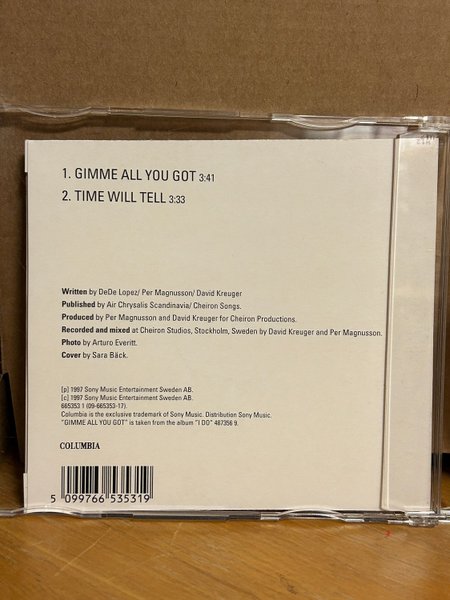 1. GIMME ALL YOU GOT 3:41
2. TIME WILL TELL 3:33
Written by DeDe Lopez/ Per Magnusson/ David Kreuger
Published by Air Chrysalis Scandinavia/ Cheiron Songs.
Produced by Per Magnusson and David Kreuger for Cheiron Productions.
Recorded and mixed at Cheiron Studios, Stockholm, Sweden by David Kreuger and Per Magnusson.
Photo by Arturo Everitt.
Cover by Sara Bäck.
[p] 1997 Sony Music Entertainment Sweden AB.
[c] 1997 Sony Music Entertainment Sweden AB.
665353 1 (09-665353-17)
Columbia is the exclusive trademark of Sony Music. Distribution Sony Music.
"GIMME ALL YOU GOT" is taken from the album "I DO" 487356 9.
COLUMBIA
5 099766 535319